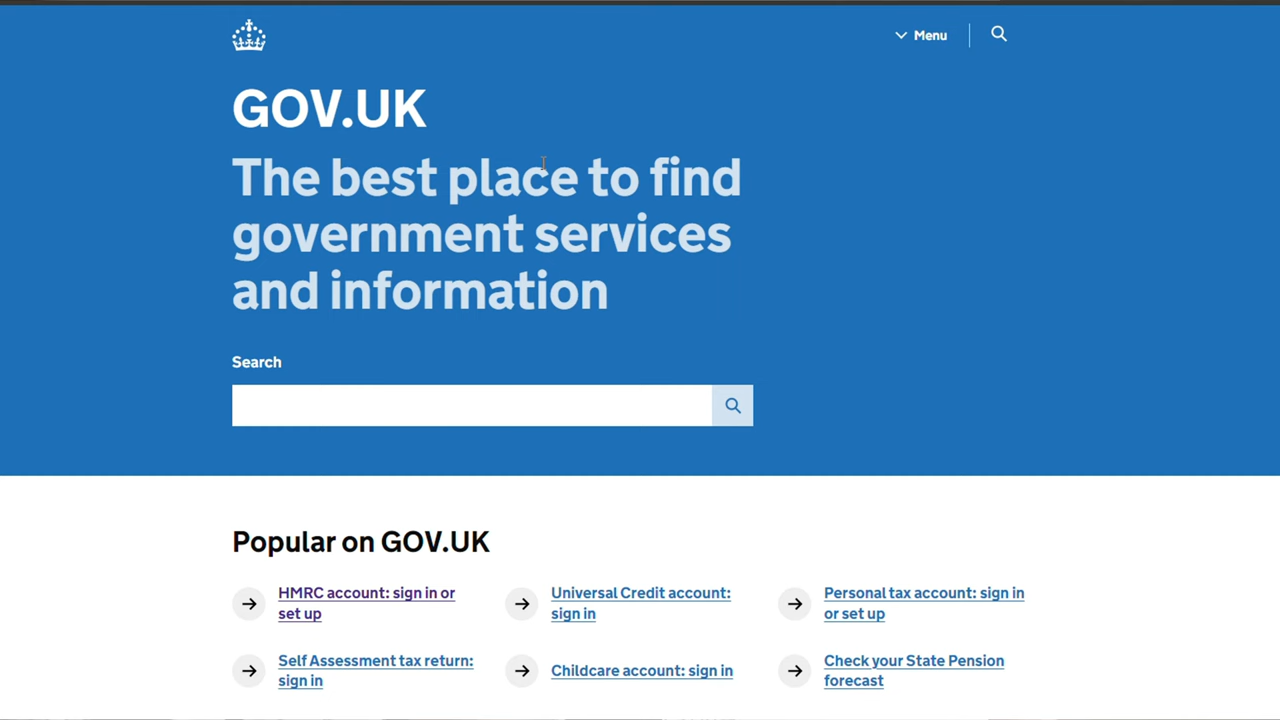 Menu
GOV.UK
The best place to find
government services
and information
Search
Popular on GOV.UK
HMRC account: sign in or
set up
Universal Credit account:
sign in
Personal tax account: sign in
or set up
Self Assessment tax return:
sign in
Childcare account: sign in
Check your State Pension
forecast